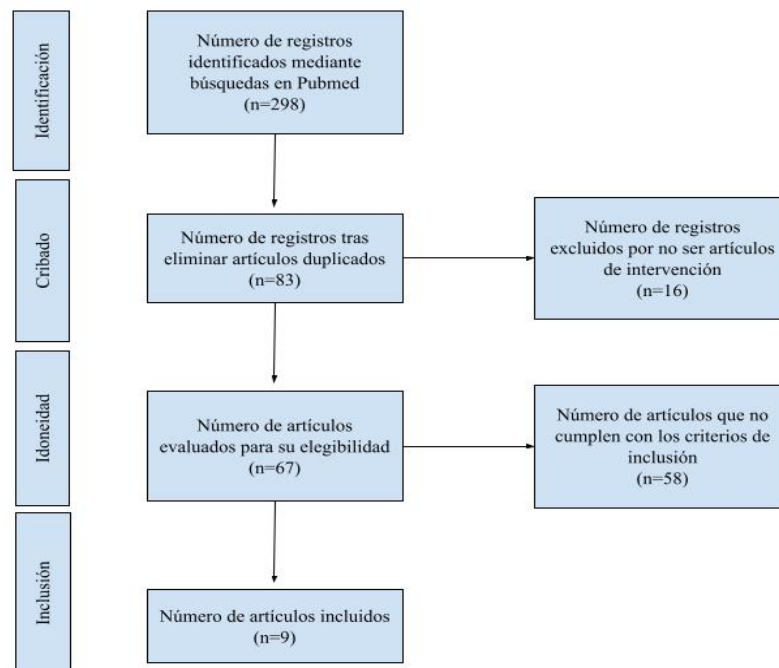 Identificación
Número de registros
identificados mediante
búsquedas en Pubmed
(n=298)
Cribado
Número de registros tras
eliminar artículos duplicados
(n=83)
Número de registros
excluidos por no ser artículos
de intervención
(n=16)
Idoneidad
Número de artículos
evaluados para su elegibilidad
(n=67)
Número de artículos que no
cumplen con los criterios de
inclusión
(n=58)
Inclusión
Número de artículos incluidos
(n=9)